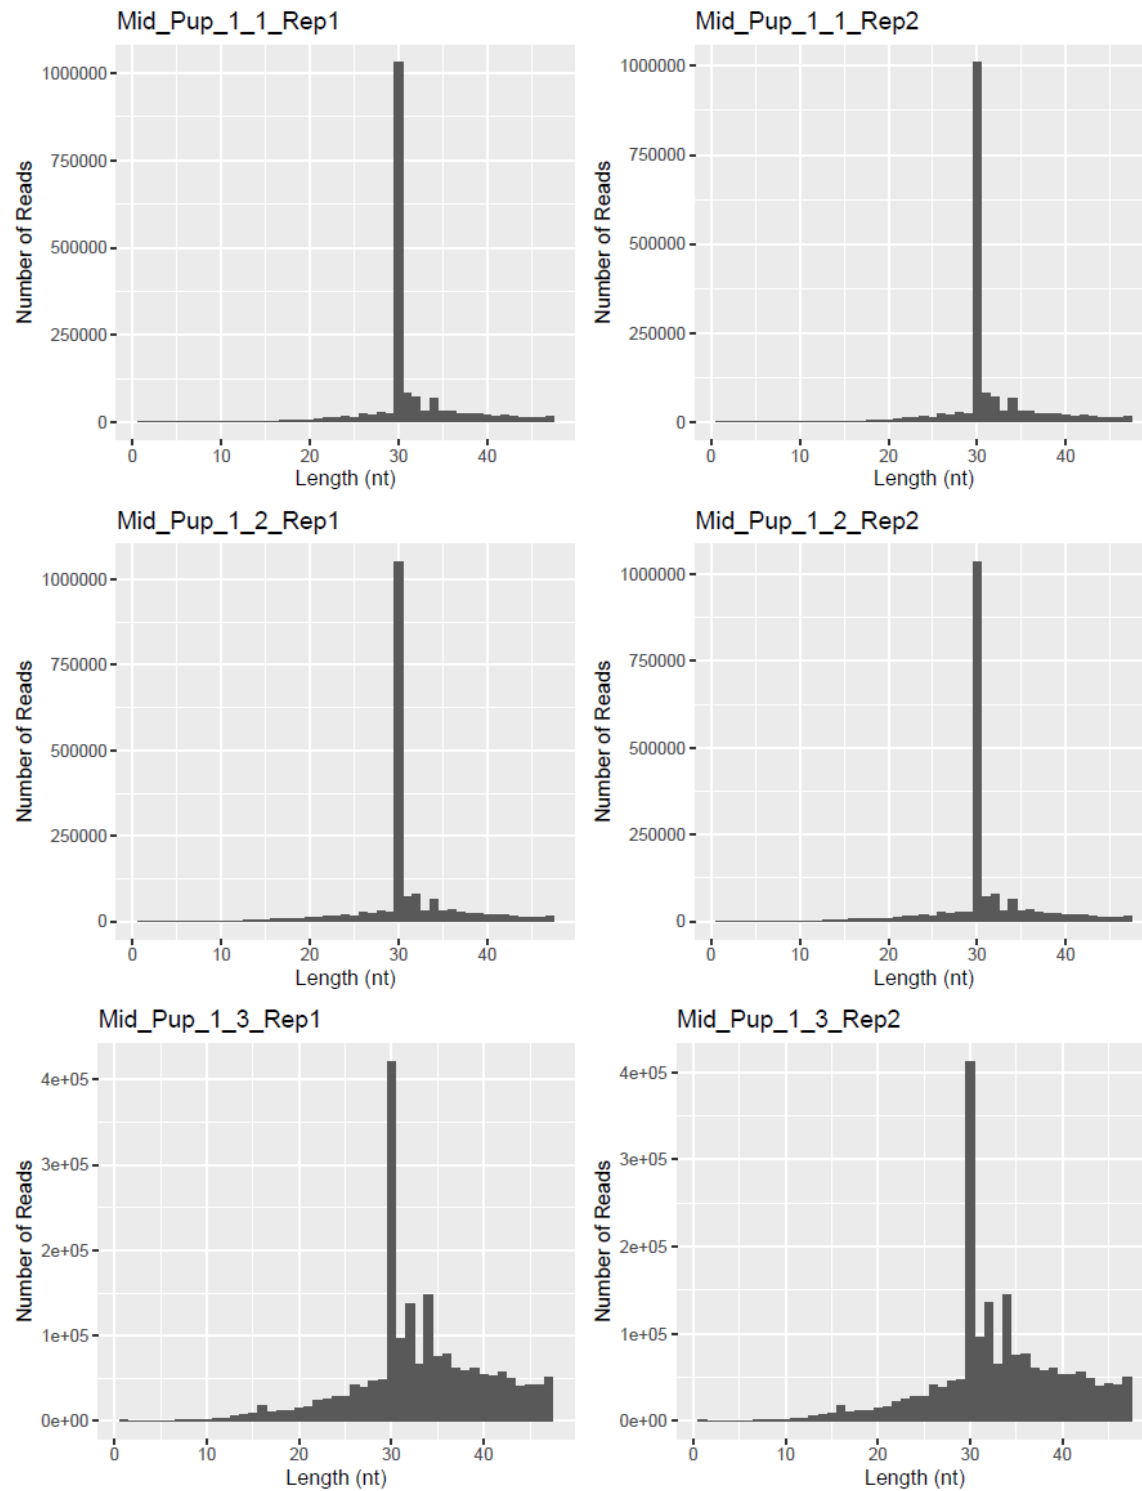 Mid_Pup_1_1_Rep1
Number of Reads
1000000
750000
500000
250000
0
0 10 20 30 40
Length (nt)
Mid_Pup_1_1_Rep2
Number of Reads
1000000
750000
500000
250000
0
0 10 20 30 40
Length (nt)
Mid_Pup_1_2_Rep1
Number of Reads
1000000
750000
500000
250000
0
0 10 20 30 40
Length (nt)
Mid_Pup_1_2_Rep2
Number of Reads
1000000
750000
500000
250000
0
0 10 20 30 40
Length (nt)
Mid_Pup_1_3_Rep1
Number of Reads
4e+05
3e+05
2e+05
1e+05
0e+00
0 10 20 30 40
Length (nt)
Mid_Pup_1_3_Rep2
Number of Reads
4e+05
3e+05
2e+05
1e+05
0e+00
0 10 20 30 40
Length (nt)